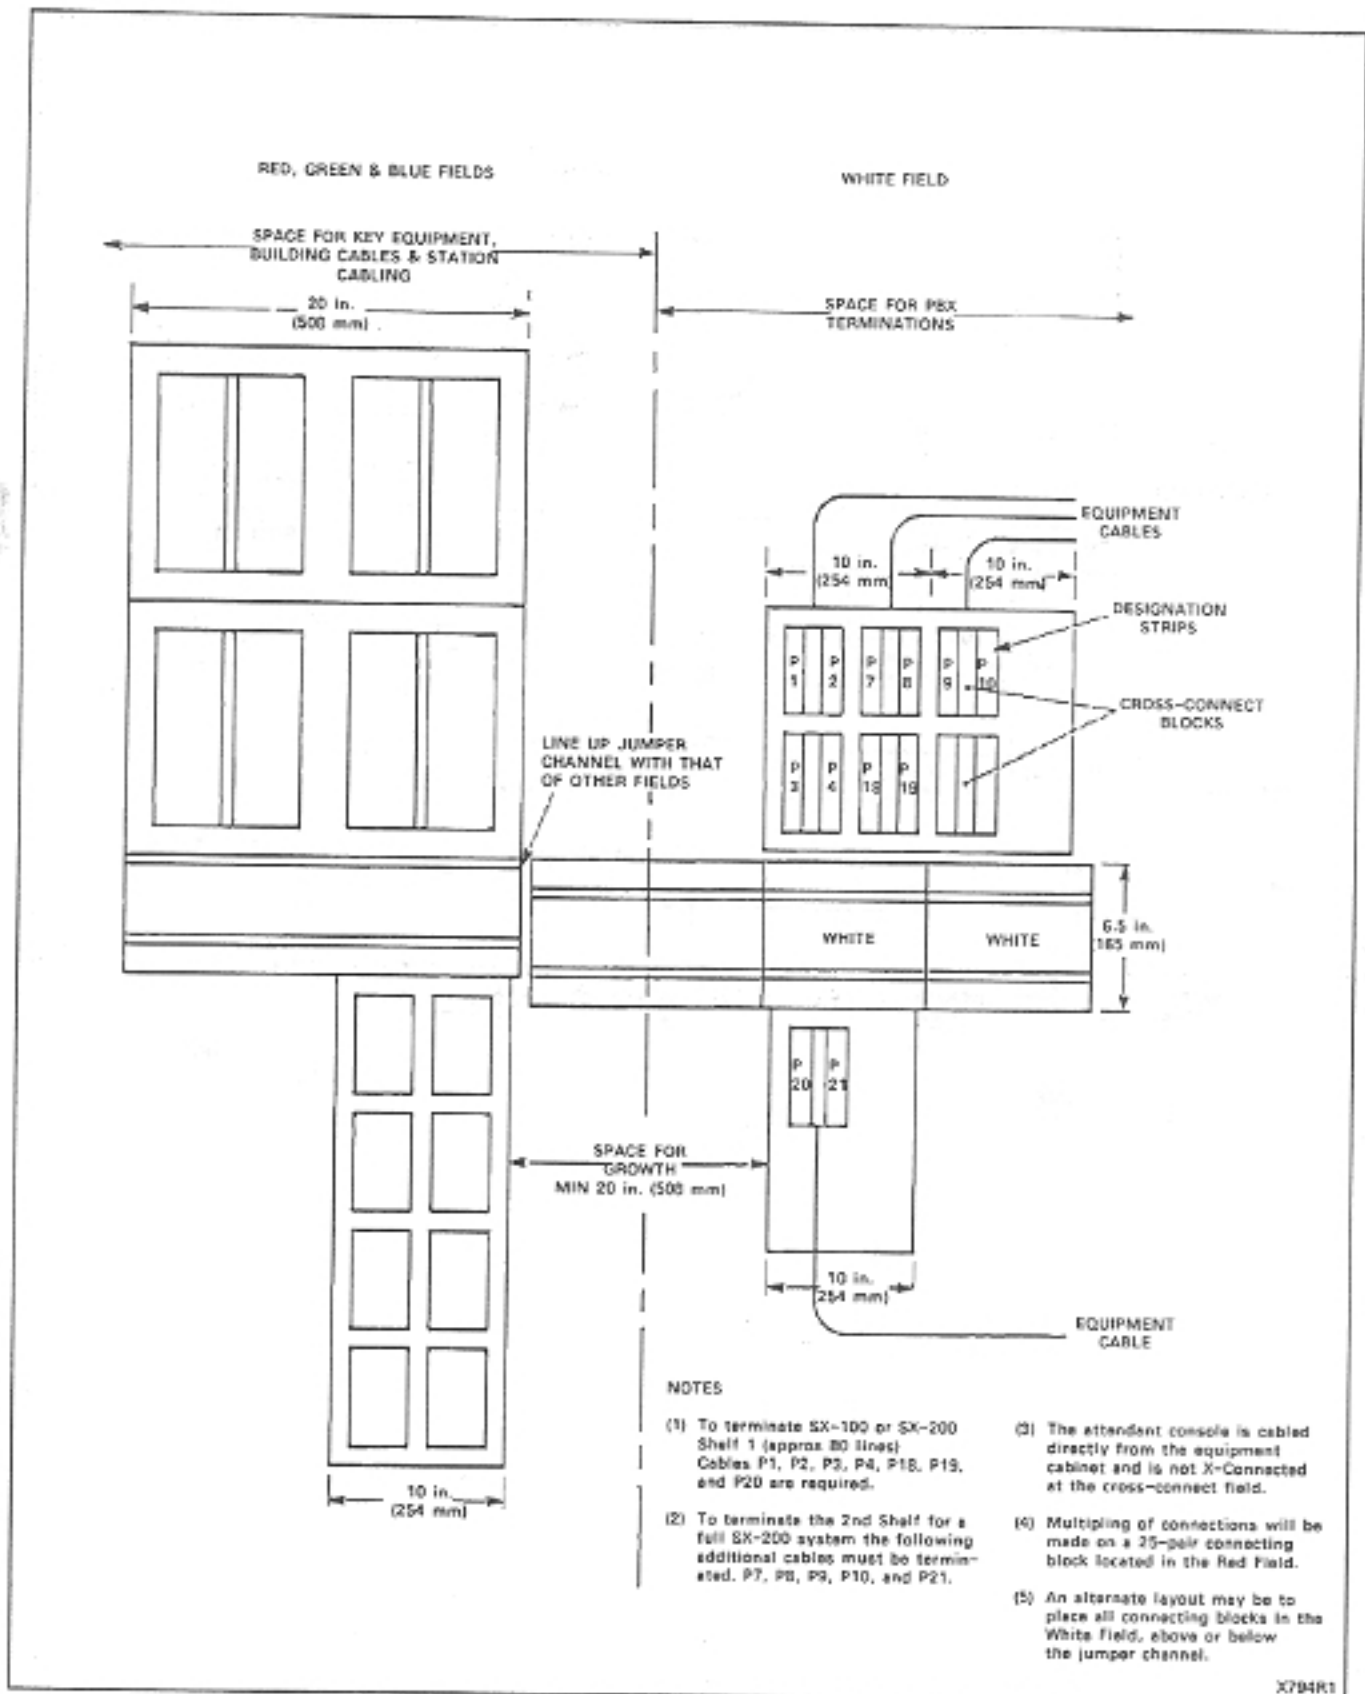 RED, GREEN & BLUE FIELDS
WHITE FIELD
SPACE FOR KEY EQUIPMENT,
BUILDING CABLES & STATION
CABLING
20 in.
(508 mm)
SPACE FOR PBX
TERMINATIONS
EQUIPMENT
CABLES
10 in.
(254 mm)
10 in.
(254 mm)
DESIGNATION
STRIPS
P 1
P 2
P 7
P 8
P 9
P 10
CROSS-CONNECT
BLOCKS
LINE UP JUMPER
CHANNEL WITH THAT
OF OTHER FIELDS
P 3
P 4
P 18
P 19
WHITE
WHITE
6.5 in.
(165 mm)
P 20
P 21
SPACE FOR
GROWTH
MIN 20 in. (508 mm)
10 in.
(254 mm)
EQUIPMENT
CABLE
10 in.
(254 mm)
NOTES
(1) To terminate SX-100 or SX-200
Shelf 1 (approx 80 lines)
Cables P1, P2, P3, P4, P18, P19,
and P20 are required.
(2) To terminate the 2nd Shelf for a
full SX-200 system the following
additional cables must be termin-
ated. P7, P8, P9, P10, and P21.
(3) The attendant console is cabled
directly from the equipment
cabinet and is not X-Connected
at the cross-connect field.
(4) Multipling of connections will be
made on a 25-pair connecting
block located in the Red Field.
(5) An alternate layout may be to
place all connecting blocks in the
White Field, above or below
the jumper channel.
X794R1